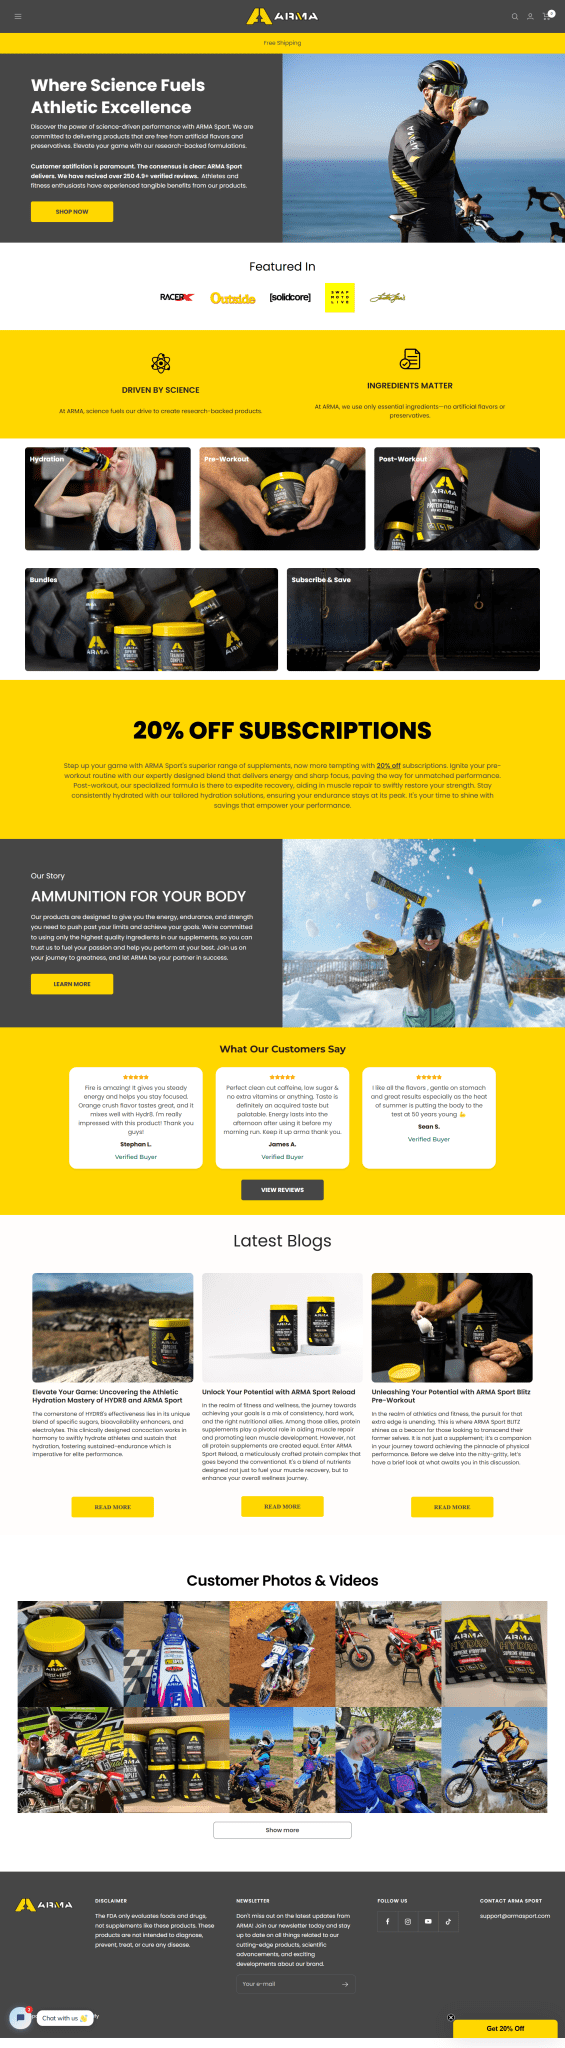 ARMA
0
Free Shipping
Where Science Fuels
Athletic Excellence
Discover the power of science-driven performance with ARMA Sport. We are
committed to delivering products that are free from artificial flavors and
preservatives. Elevate your game with our research-backed formulations.
Customer satifiction is paramount. The consensus is clear: ARMA Sport
delivers. We have recived over 250 4.9+ verified reviews. Athletes and
fitness enthusiasts have experienced tangible benefits from our products.
SHOP NOW
Featured In
RACER X
Outside
[solidcore]
SWAP
MOTO
LIVE
DRIVEN BY SCIENCE
At ARMA, science fuels our drive to create research-backed products.
INGREDIENTS MATTER
At ARMA, we use only essential ingredients—no artificial flavors or
preservatives.
Hydration
Pre-Workout
Post-Workout
Bundles
Subscribe & Save
20% OFF SUBSCRIPTIONS
Step up your game with ARMA Sport's superior range of supplements, now more tempting with 20% off subscriptions. Ignite your pre-
workout routine with our expertly designed blend that delivers energy and sharp focus, paving the way for unmatched performance.
Post-workout, our specialized formula is there to expedite recovery, aiding in muscle repair to swiftly restore your strength. Stay
consistently hydrated with our tailored hydration solutions, ensuring your endurance stays at its peak. It's your time to shine with
savings that empower your performance.
Our Story
AMMUNITION FOR YOUR BODY
Our products are designed to give you the energy, endurance, and strength
you need to push past your limits and achieve your goals. We're committed
to using only the highest quality ingredients in our supplements, so you can
trust us to fuel your passion and help you perform at your best. Join us on
your journey to greatness, and let ARMA be your partner in success.
LEARN MORE
What Our Customers Say
Fire is amazing! It gives you steady
energy and helps you stay focused.
Orange crush flavor tastes great, and it
mixes well with Hydr8. I'm really
impressed with this product! Thank you
guys!
Stephan L.
Verified Buyer
Perfect clean cut caffeine, low sugar &
no extra vitamins or anything. Taste is
definitely an acquired taste but
palatable. Energy lasts into the
afternoon after using it before my
morning run. Keep it up arma thank you.
James A.
Verified Buyer
I like all the flavors , gentle on stomach
and great results especially as the heat
of summer is putting the body to the
test at 50 years young 💪
Sean S.
Verified Buyer
VIEW REVIEWS
Latest Blogs
Elevate Your Game: Uncovering the Athletic
Hydration Mastery of HYDR8 and ARMA Sport
The cornerstone of HYDR8's effectiveness lies in its unique
blend of specific sugars, bioavailability enhancers, and
electrolytes. This clinically designed concoction works in
harmony to swiftly hydrate athletes and sustain that
hydration, fostering sustained-endurance which is
imperative for elite performance.
READ MORE
Unlock Your Potential with ARMA Sport Reload
In the realm of fitness and wellness, the journey towards
achieving your goals is a mix of consistency, hard work,
and the right nutritional allies. Among those allies, protein
supplements play a pivotal role in aiding muscle repair
and promoting lean muscle development. However, not
all protein supplements are created equal. Enter ARMA
Sport Reload, a meticulously crafted protein complex that
goes beyond the conventional. It's a blend of nutrients
designed not just to fuel your muscle recovery, but to
enhance your overall wellness journey.
READ MORE
Unleashing Your Potential with ARMA Sport Blitz
Pre-Workout
In the realm of athletics and fitness, the pursuit for that
extra edge is unending. This is where ARMA Sport BLITZ
shines as a beacon for those looking to transcend their
former selves. It is not just a supplement; it's a companion
in your journey toward achieving the pinnacle of physical
performance. Before we delve into the nitty-gritty, let's
have a brief look at what awaits you in this discussion.
READ MORE
Customer Photos & Videos
Show more
ARMA
DISCLAIMER
The FDA only evaluates foods and drugs,
not supplements like these products. These
products are not intended to diagnose,
prevent, treat, or cure any disease.
NEWSLETTER
Don't miss out on the latest updates from
ARMA! Join our newsletter today and stay
up to date on all things related to our
cutting-edge products, scientific
advancements, and exciting
developments about our brand.
Your e-mail
FOLLOW US
CONTACT ARMA SPORT
support@armasport.com
Chat with us 👋
Get 20% Off